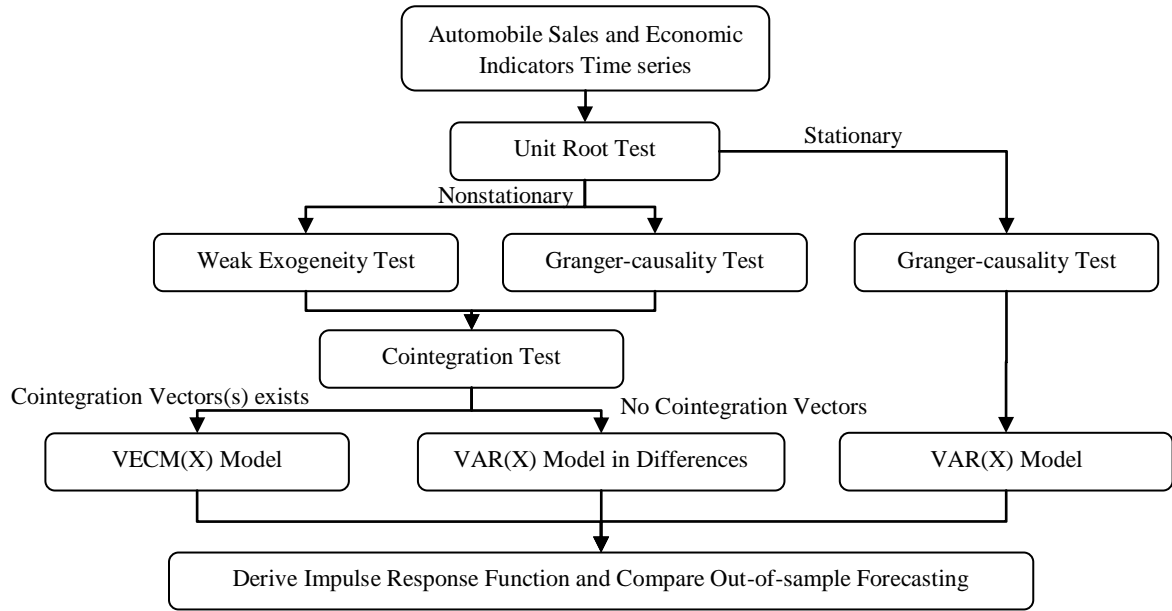 Automobile Sales and Economic
Indicators Time series
Unit Root Test
Stationary
Nonstationary
Weak Exogeneity Test
Granger-causality Test
Granger-causality Test
Cointegration Test
Cointegration Vectors(s) exists
No Cointegration Vectors
VECM(X) Model
VAR(X) Model in Differences
VAR(X) Model
Derive Impulse Response Function and Compare Out-of-sample Forecasting